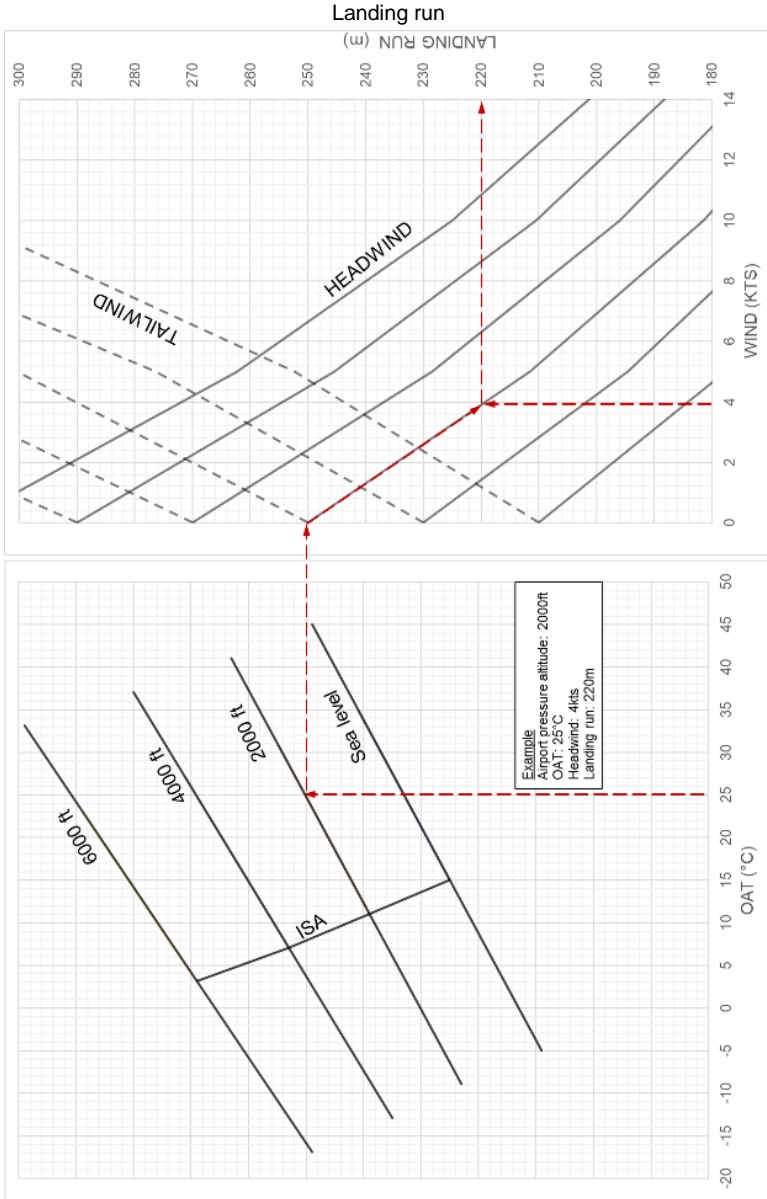 Landing run
LANDING RUN (m)
300
290
280
270
260
250
240
230
220
210
200
190
180
TAILWIND
HEADWIND
0
2
4
6
8
10
12
14
WIND (KTS)
6000 ft
4000 ft
2000 ft
Sea level
ISA
Example
Airport pressure altitude: 2000ft
OAT: 25°C
Headwind: 4kts
Landing run: 220m
-20
-15
-10
-5
0
5
10
15
20
25
30
35
40
45
50
OAT (°C)